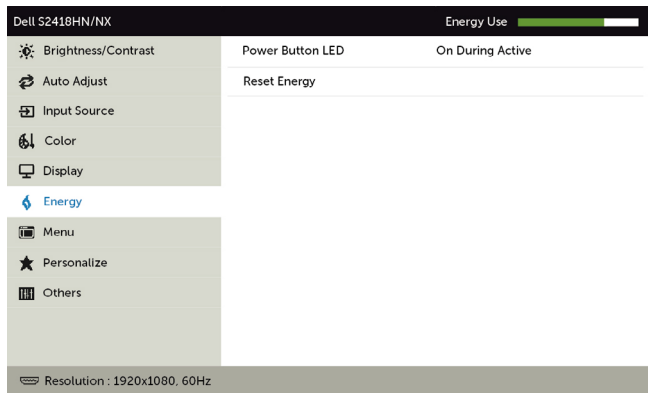 Dell S2418HN/NX Energy Use
Brightness/Contrast Power Button LED On During Active
Auto Adjust Reset Energy
Input Source
Color
Display
Energy
Menu
Personalize
Others
Resolution : 1920x1080, 60Hz